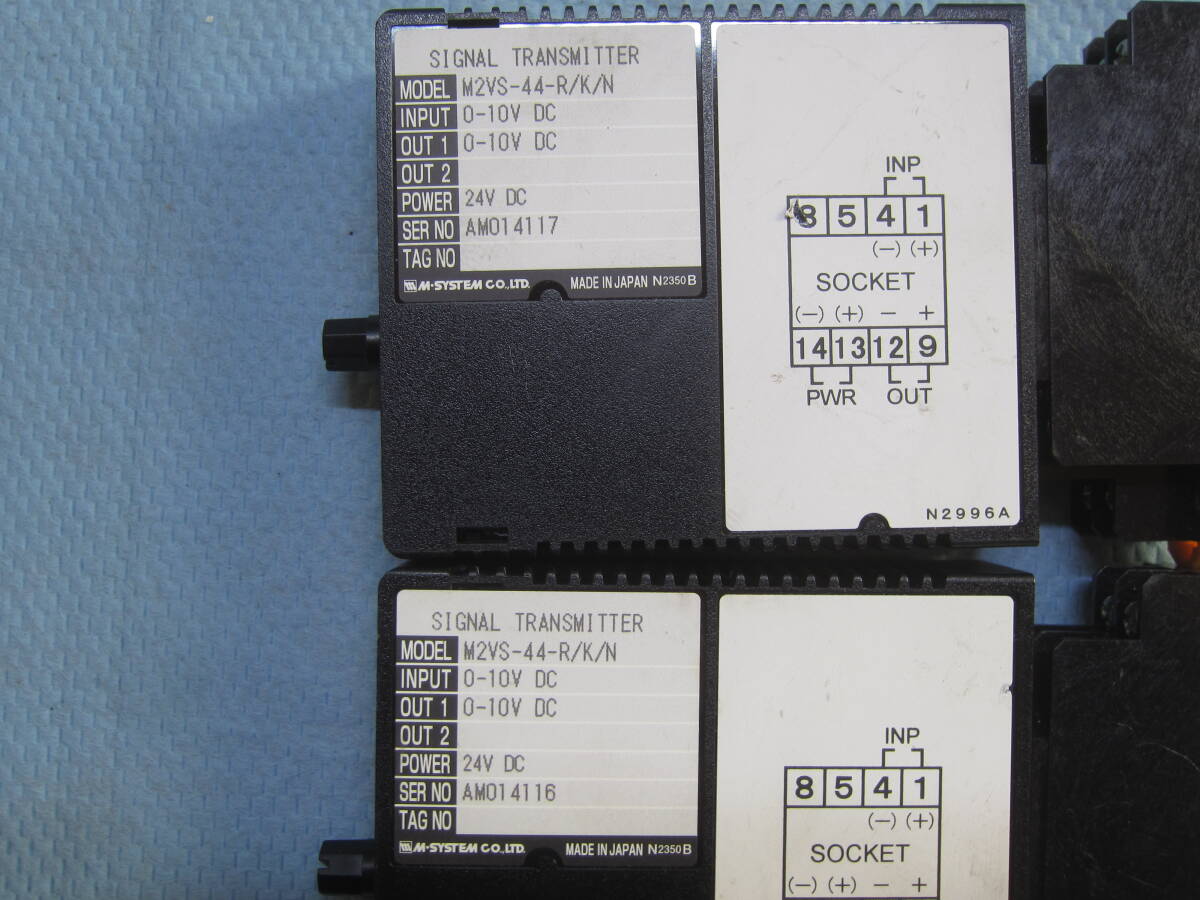 SIGNAL TRANSMITTER
MODEL M2VS-44-R/K/N
INPUT 0-10V DC
OUT 1 0-10V DC
OUT 2
POWER 24V DC
SER NO AM014117
TAG NO
M-SYSTEM CO.,LTD. MADE IN JAPAN N2350B
INP
8 5 4 1
(-) (+)
SOCKET
(-) (+) - +
14 13 12 9
PWR OUT
N2996A
SIGNAL TRANSMITTER
MODEL M2VS-44-R/K/N
INPUT 0-10V DC
OUT 1 0-10V DC
OUT 2
POWER 24V DC
SER NO AM014116
TAG NO
M-SYSTEM CO.,LTD. MADE IN JAPAN N2350B
INP
8 5 4 1
(-) (+)
SOCKET
(-) (+) - +